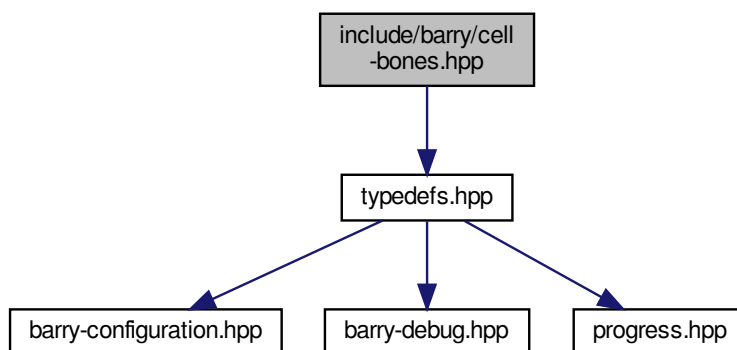 include/barry/cell
-bones.hpp
typedefs.hpp
barry-configuration.hpp
barry-debug.hpp
progress.hpp